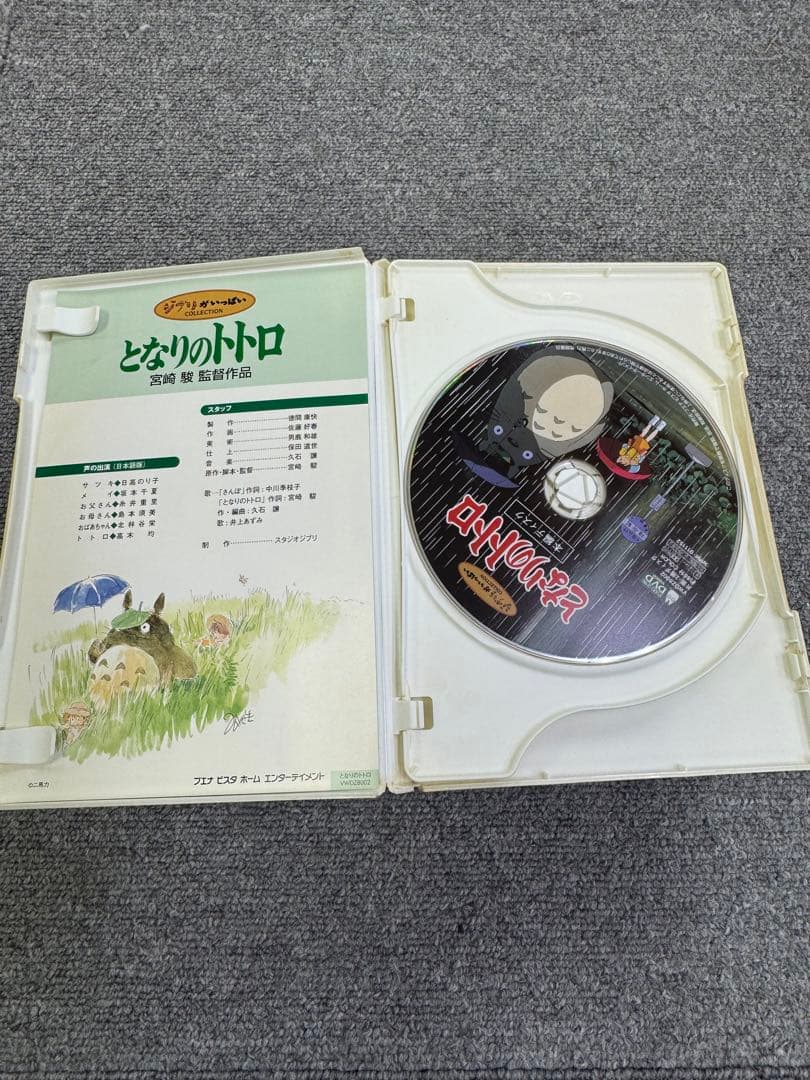 ジブリがいっぱい
COLLECTION
となりのトトロ
宮崎 駿 監督作品
スタッフ
製 作‥‥‥‥‥徳間 康快
作 画‥‥‥‥‥佐藤 好春
美 術‥‥‥‥‥男鹿 和雄
仕 上‥‥‥‥‥保田 道世
音 楽‥‥‥‥‥久石 譲
原作・脚本・監督‥‥‥宮崎 駿
歌…「さんぽ」作詞：中川李枝子
「となりのトトロ」作詞：宮崎 駿
作・編曲：久石 譲
歌：井上あずみ
制 作‥‥‥‥‥スタジオジブリ
声の出演（日本語版）
サツキ◆日高のり子
メイ◆坂本千夏
お父さん◆糸井重里
お母さん◆島本須美
おばあちゃん◆北林谷栄
トトロ◆高木 均
©二馬力
ブエナ ビスタ ホーム エンターテイメント
となりのトトロ
VWDZ8002
となりのトトロ
本編ディスク
ジブリがいっぱい
COLLECTION
DVD